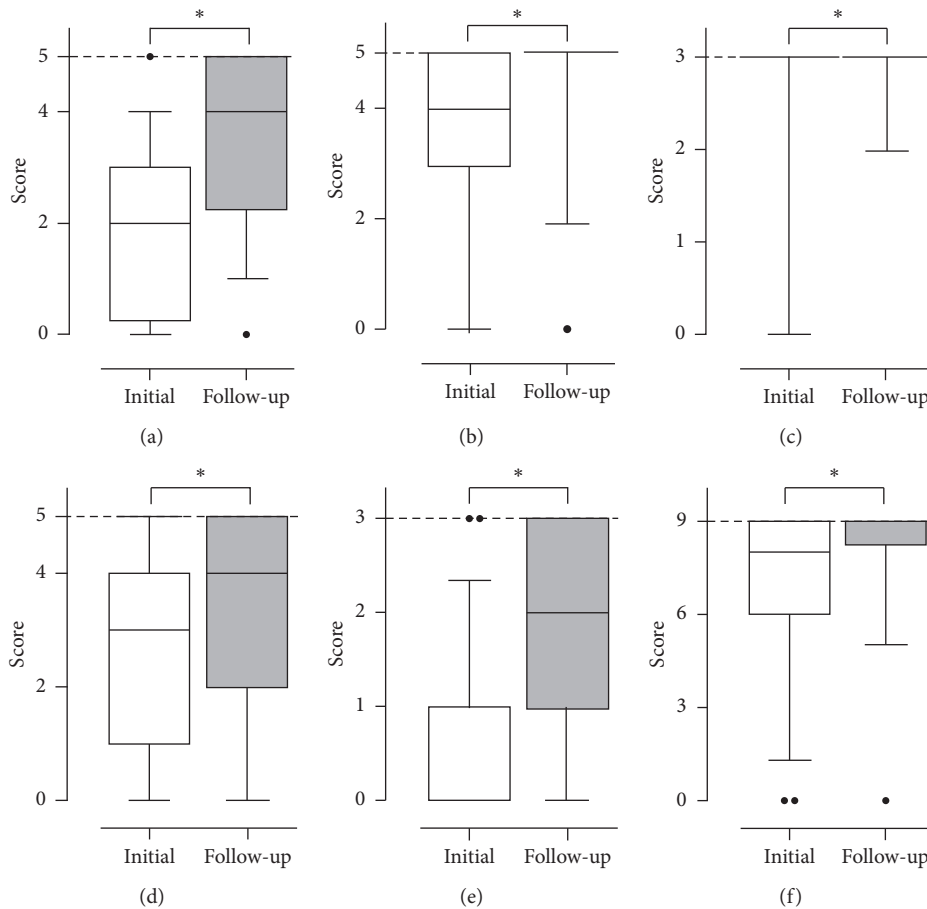 *
5
4
2
0
Score
Initial Follow-up
(a)
*
5
4
2
0
Score
Initial Follow-up
(b)
*
3
2
1
0
Score
Initial Follow-up
(c)
*
5
4
2
0
Score
Initial Follow-up
(d)
*
3
2
1
0
Score
Initial Follow-up
(e)
*
9
6
3
0
Score
Initial Follow-up
(f)